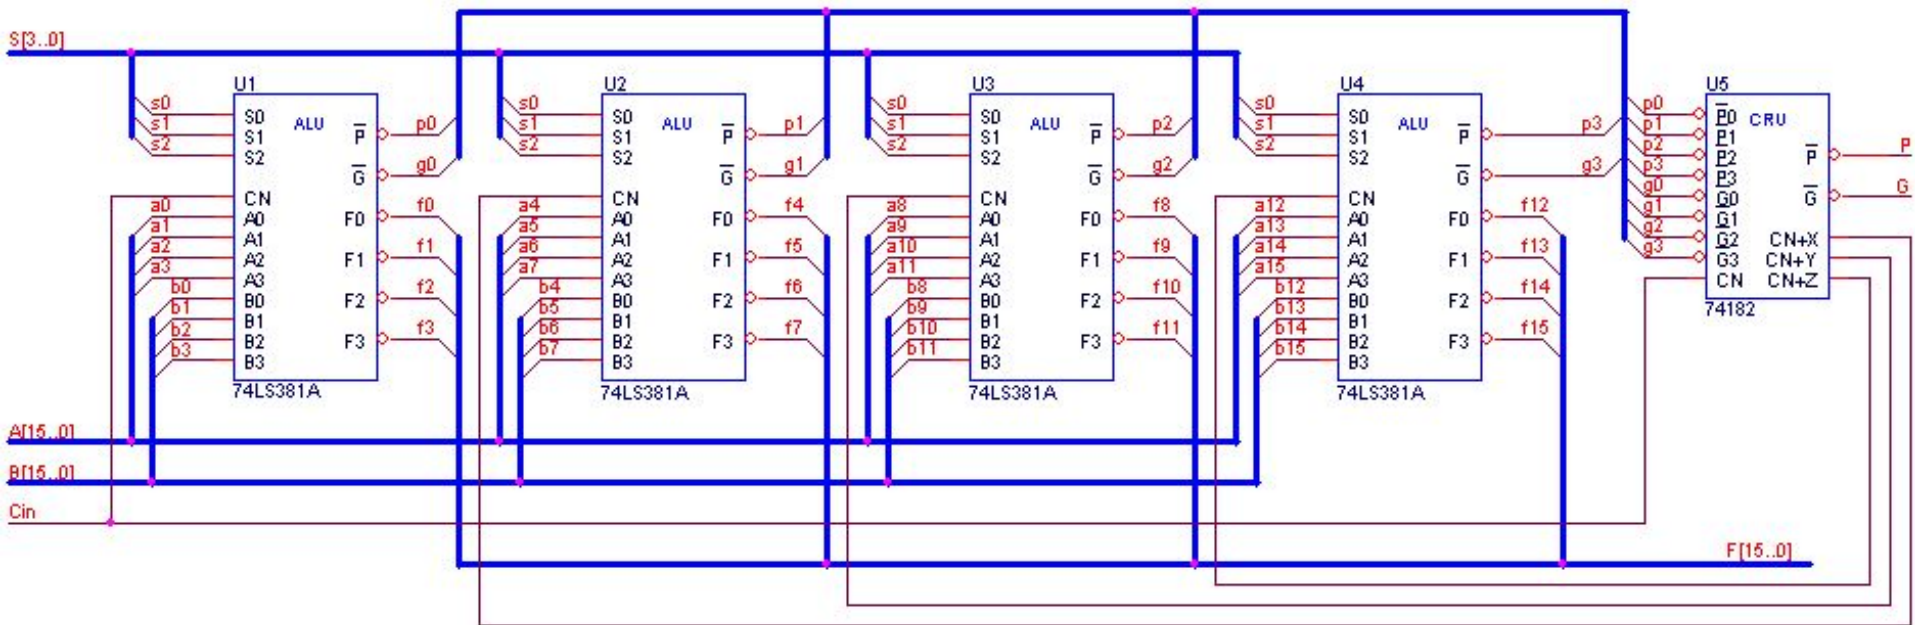 S[3..0]
U1
s0
s1
s2
S0
S1
S2
ALU
P
G
p0
g0
CN
a0
a1
a2
a3
A0
A1
A2
A3
b0
b1
b2
b3
B0
B1
B2
B3
F0
F1
F2
F3
f0
f1
f2
f3
74LS381A
U2
s0
s1
s2
S0
S1
S2
ALU
P
G
p1
g1
CN
a4
a5
a6
a7
A0
A1
A2
A3
b4
b5
b6
b7
B0
B1
B2
B3
F0
F1
F2
F3
f4
f5
f6
f7
74LS381A
U3
s0
s1
s2
S0
S1
S2
ALU
P
G
p2
g2
CN
a8
a9
a10
a11
A0
A1
A2
A3
b8
b9
b10
b11
B0
B1
B2
B3
F0
F1
F2
F3
f8
f9
f10
f11
74LS381A
U4
s0
s1
s2
S0
S1
S2
ALU
P
G
p3
g3
CN
a12
a13
a14
a15
A0
A1
A2
A3
b12
b13
b14
b15
B0
B1
B2
B3
F0
F1
F2
F3
f12
f13
f14
f15
74LS381A
U5
p0
p1
p2
p3
g0
g1
g2
g3
P0
P1
P2
P3
G0
G1
G2
G3
CN
CRU
P
G
CN+X
CN+Y
CN+Z
74182
P
G
A[15..0]
B[15..0]
Cin
F[15..0]